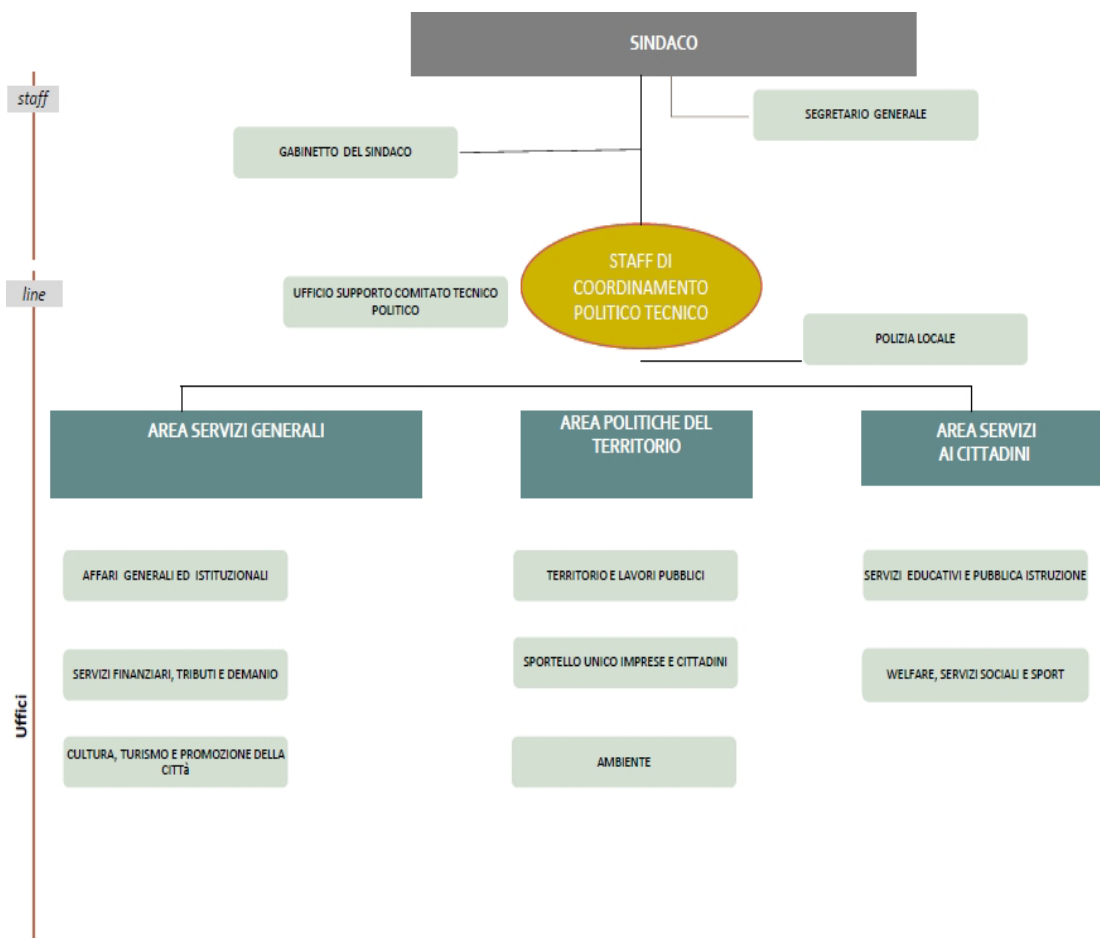 SINDACO
staff
SEGRETARIO GENERALE
GABINETTO DEL SINDACO
STAFF DI
COORDINAMENTO
POLITICO TECNICO
line
UFFICIO SUPPORTO COMITATO TECNICO
POLITICO
POLIZIA LOCALE
AREA SERVIZI GENERALI
AREA POLITICHE DEL
TERRITORIO
AREA SERVIZI
AI CITTADINI
AFFARI GENERALI ED ISTITUZIONALI
TERRITORIO E LAVORI PUBBLICI
SERVIZI EDUCATIVI E PUBBLICA ISTRUZIONE
SERVIZI FINANZIARI, TRIBUTI E DEMANIO
SPORTELLO UNICO IMPRESE E CITTADINI
WELFARE, SERVIZI SOCIALI E SPORT
Uffici
CULTURA, TURISMO E PROMOZIONE DELLA
CITTà
AMBIENTE